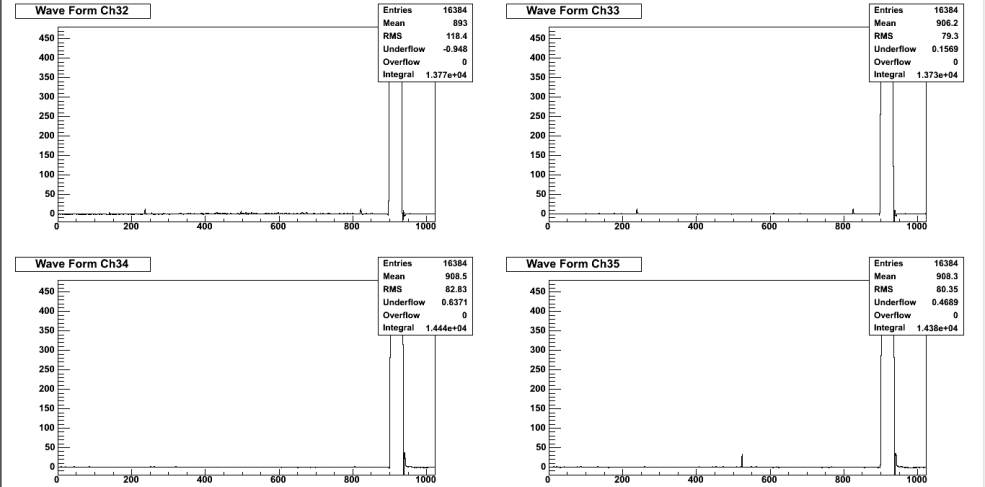 Wave Form Ch32
Entries 16384
Mean 893
RMS 118.4
Underflow -0.948
Overflow 0
Integral 1.377e+04
450
400
350
300
250
200
150
100
50
0
0 200 400 600 800 1000
Wave Form Ch33
Entries 16384
Mean 906.2
RMS 79.3
Underflow 0.1569
Overflow 0
Integral 1.373e+04
450
400
350
300
250
200
150
100
50
0
0 200 400 600 800 1000
Wave Form Ch34
Entries 16384
Mean 908.5
RMS 82.83
Underflow 0.6371
Overflow 0
Integral 1.444e+04
450
400
350
300
250
200
150
100
50
0
0 200 400 600 800 1000
Wave Form Ch35
Entries 16384
Mean 908.3
RMS 80.35
Underflow 0.4689
Overflow 0
Integral 1.438e+04
450
400
350
300
250
200
150
100
50
0
0 200 400 600 800 1000